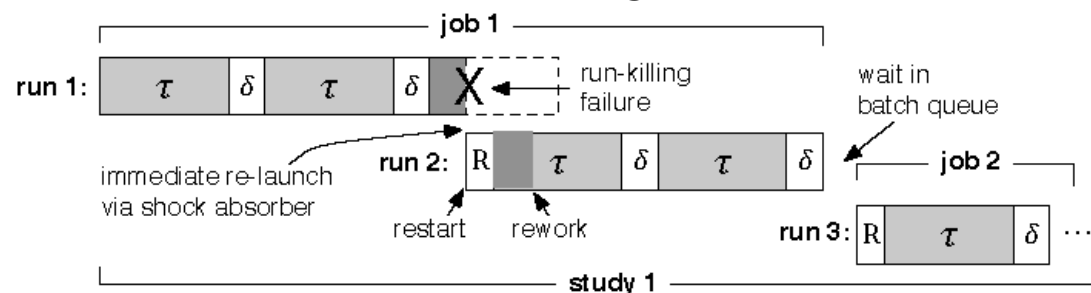 job 1
run 1: τ δ τ δ X
run-killing
failure
wait in
batch queue
immediate re-launch
via shock absorber
run 2: R τ δ τ δ
job 2
restart
rework
run 3: R τ δ ...
study 1